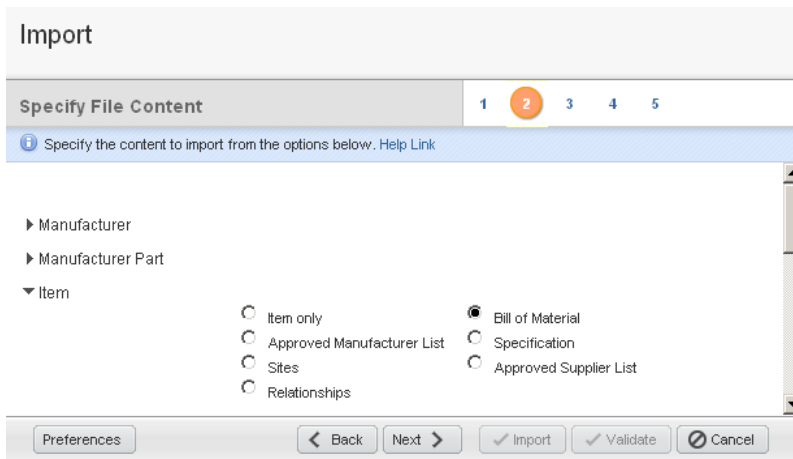 Import
Specify File Content 1 2 3 4 5
Specify the content to import from the options below. Help Link
Manufacturer
Manufacturer Part
Item
Item only Bill of Material
Approved Manufacturer List Specification
Sites Approved Supplier List
Relationships
Preferences Back Next Import Validate Cancel